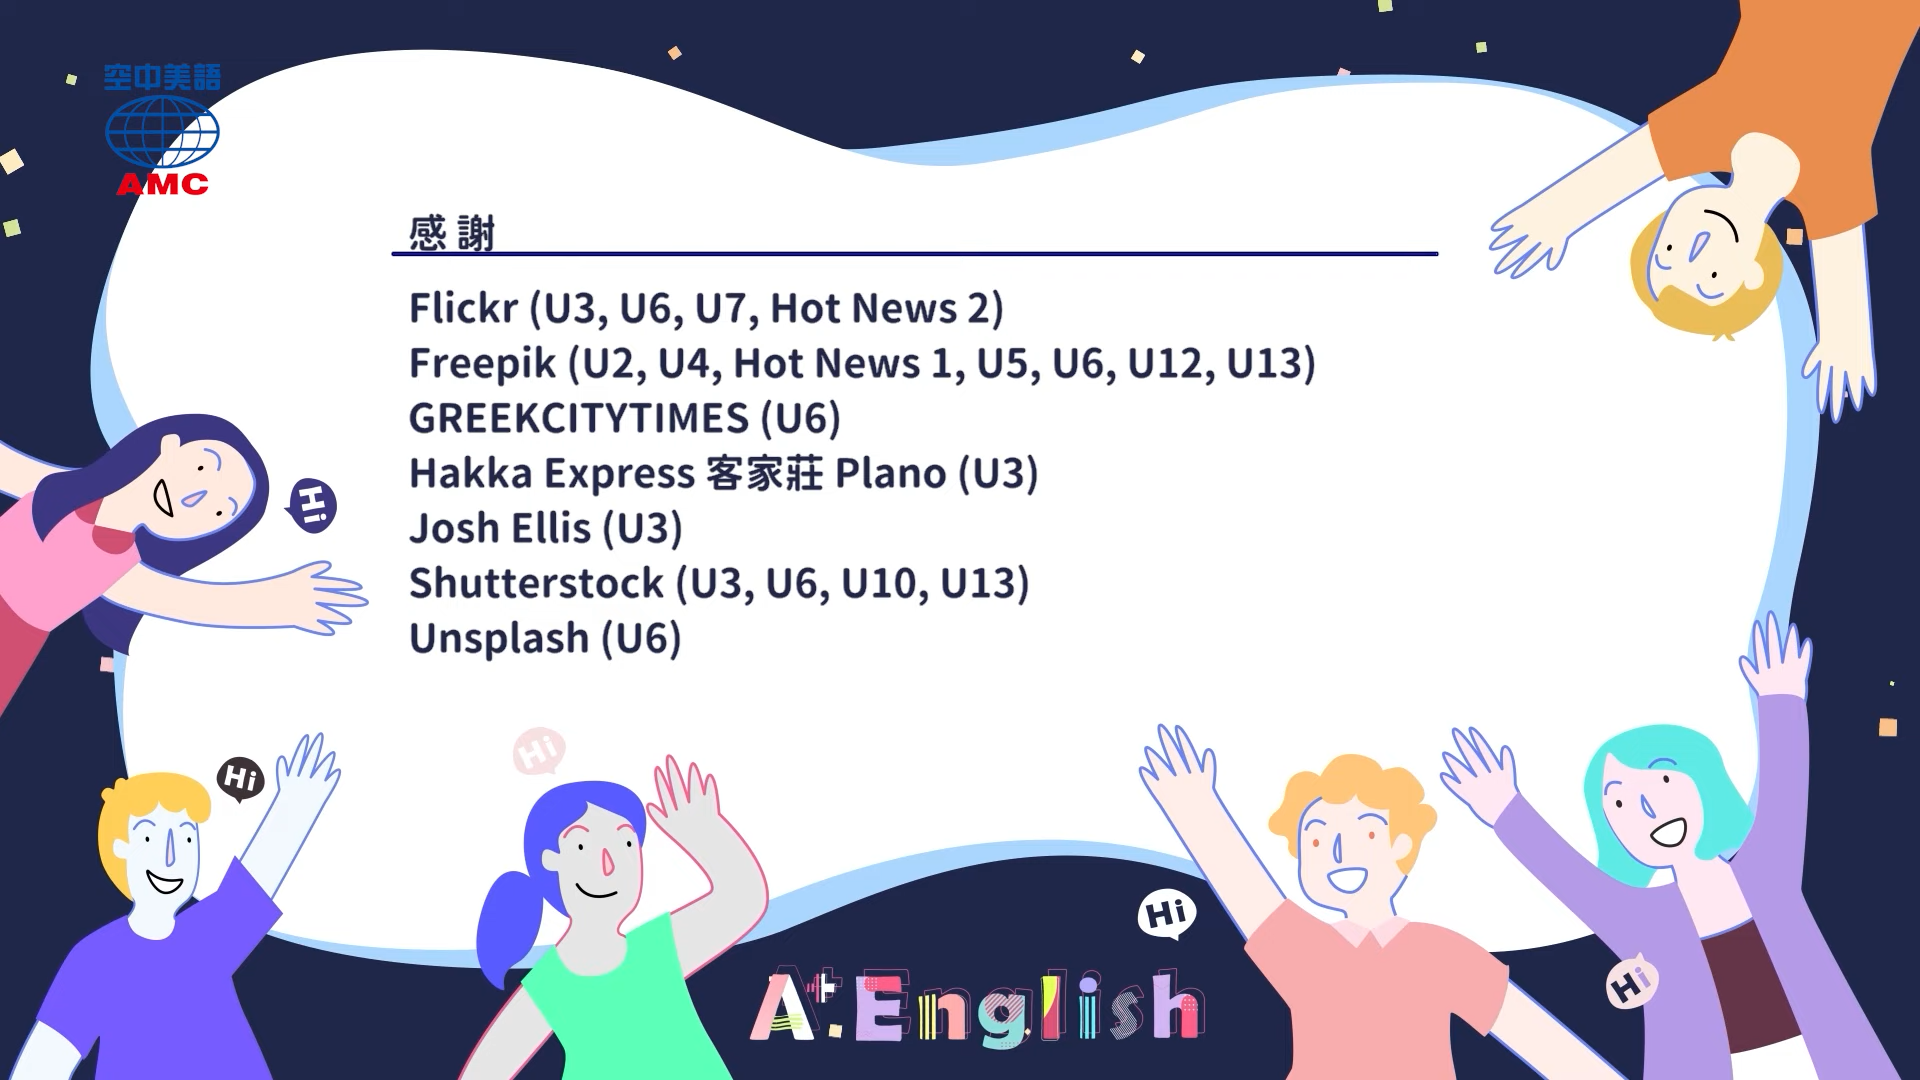 空中美語
AMC
感謝
Flickr (U3, U6, U7, Hot News 2)
Freepik (U2, U4, Hot News 1, U5, U6, U12, U13)
GREEKCITYTIMES (U6)
Hakka Express 客家莊 Plano (U3)
Josh Ellis (U3)
Shutterstock (U3, U6, U10, U13)
Unsplash (U6)
Hi
Hi
Hi
Hi
Hi
A+ English